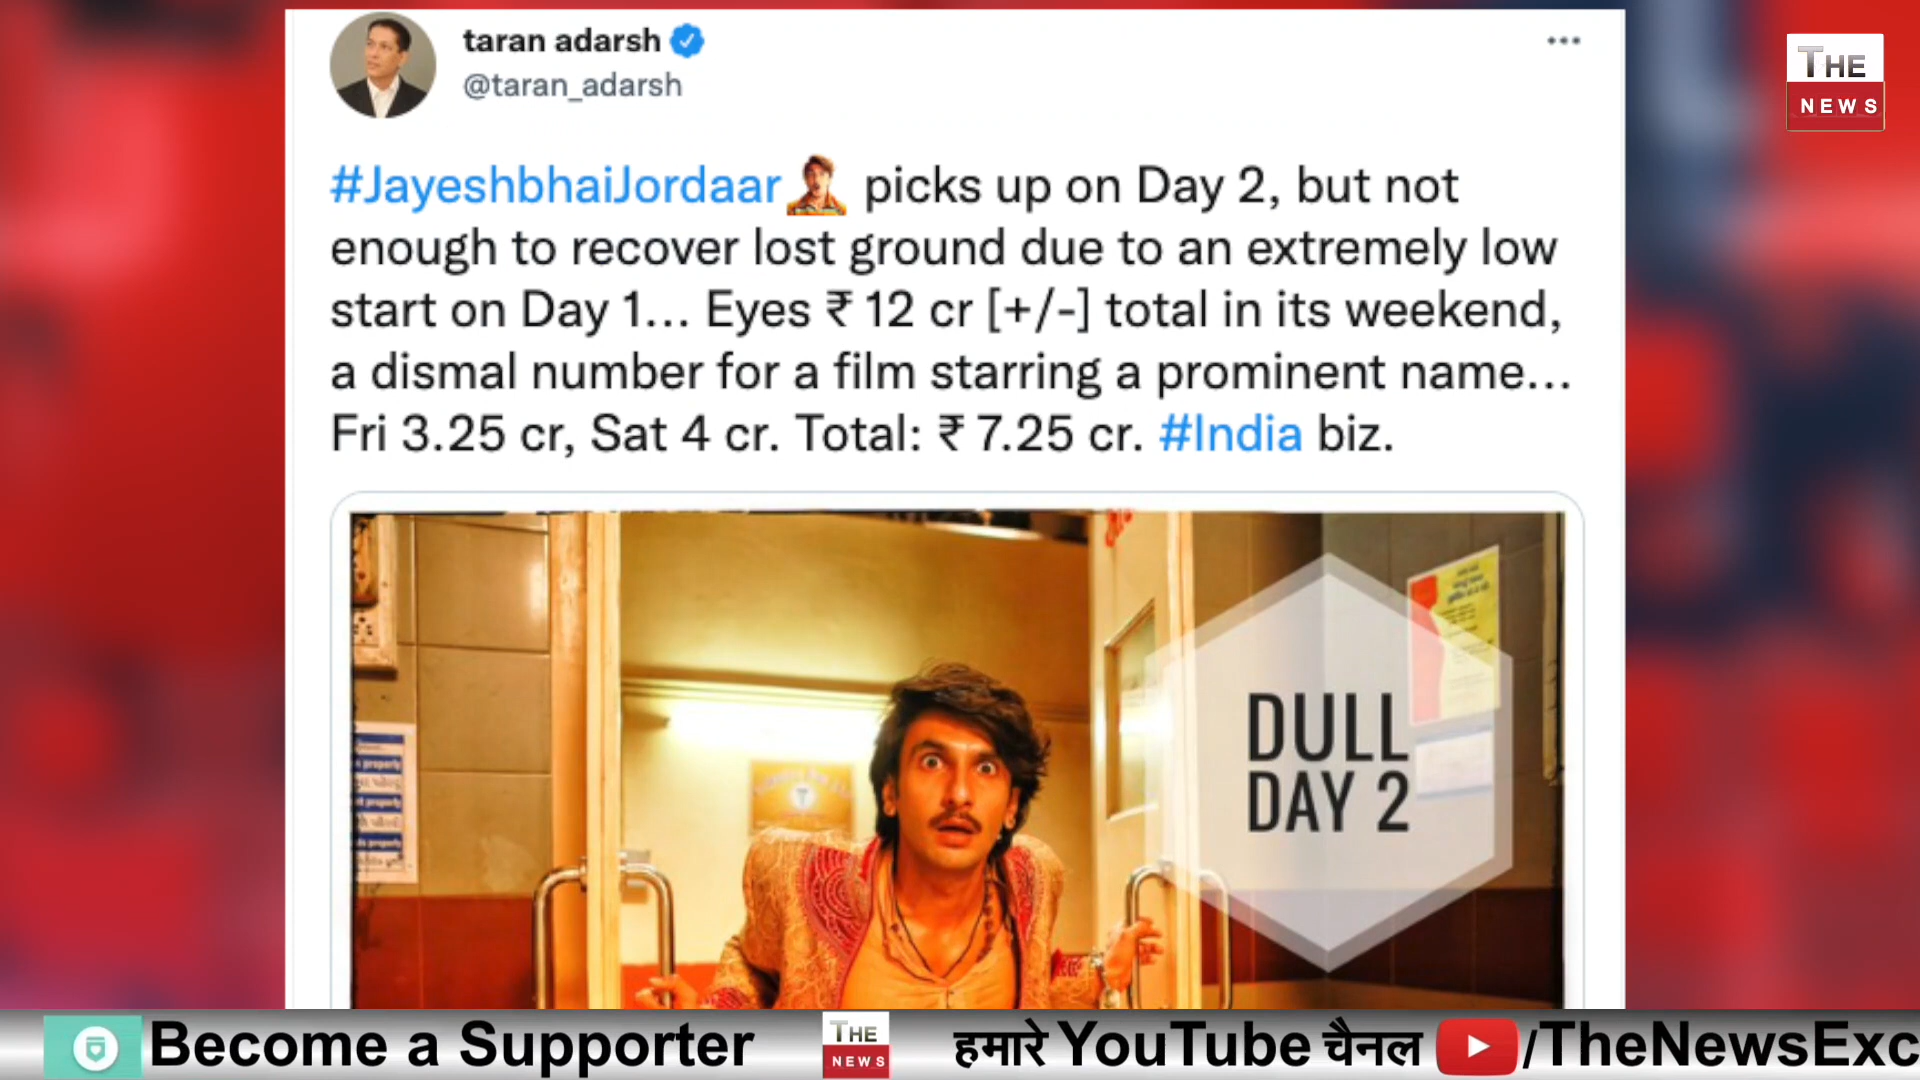 taran adarsh
@taran_adarsh
THE
NEWS
#JayeshbhaiJordaar picks up on Day 2, but not
enough to recover lost ground due to an extremely low
start on Day 1... Eyes ₹ 12 cr [+/-] total in its weekend,
a dismal number for a film starring a prominent name...
Fri 3.25 cr, Sat 4 cr. Total: ₹ 7.25 cr. #India biz.
DULL
DAY 2
Become a Supporter THE NEWS हमारे YouTube चैनल /TheNewsExc